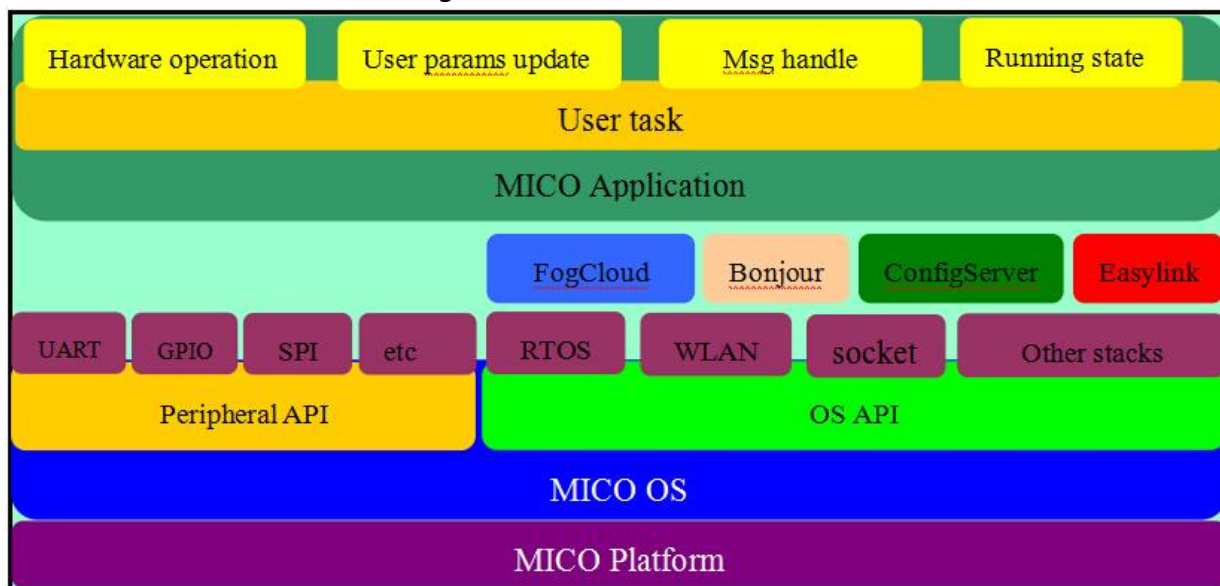 Hardware operation
User params update
Msg handle
Running state
User task
MICO Application
FogCloud
Bonjour
ConfigServer
Easylink
UART
GPIO
SPI
etc
RTOS
WLAN
socket
Other stacks
Peripheral API
OS API
MICO OS
MICO Platform